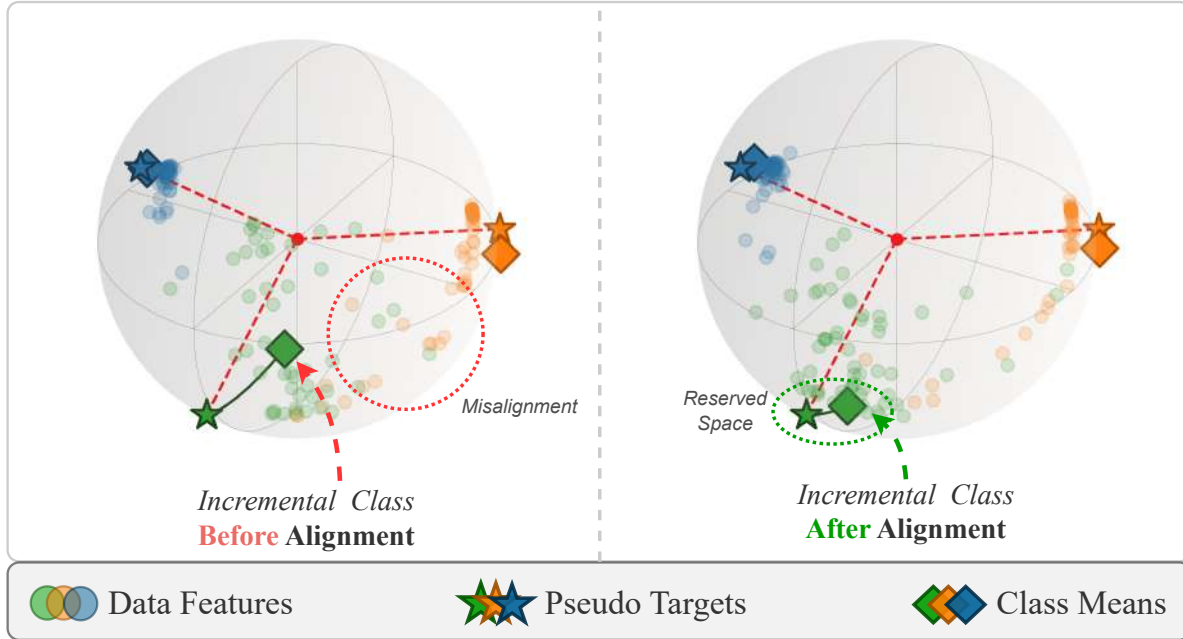 Misalignment
Incremental Class
Before Alignment
Reserved
Space
Incremental Class
After Alignment
Data Features
Pseudo Targets
Class Means